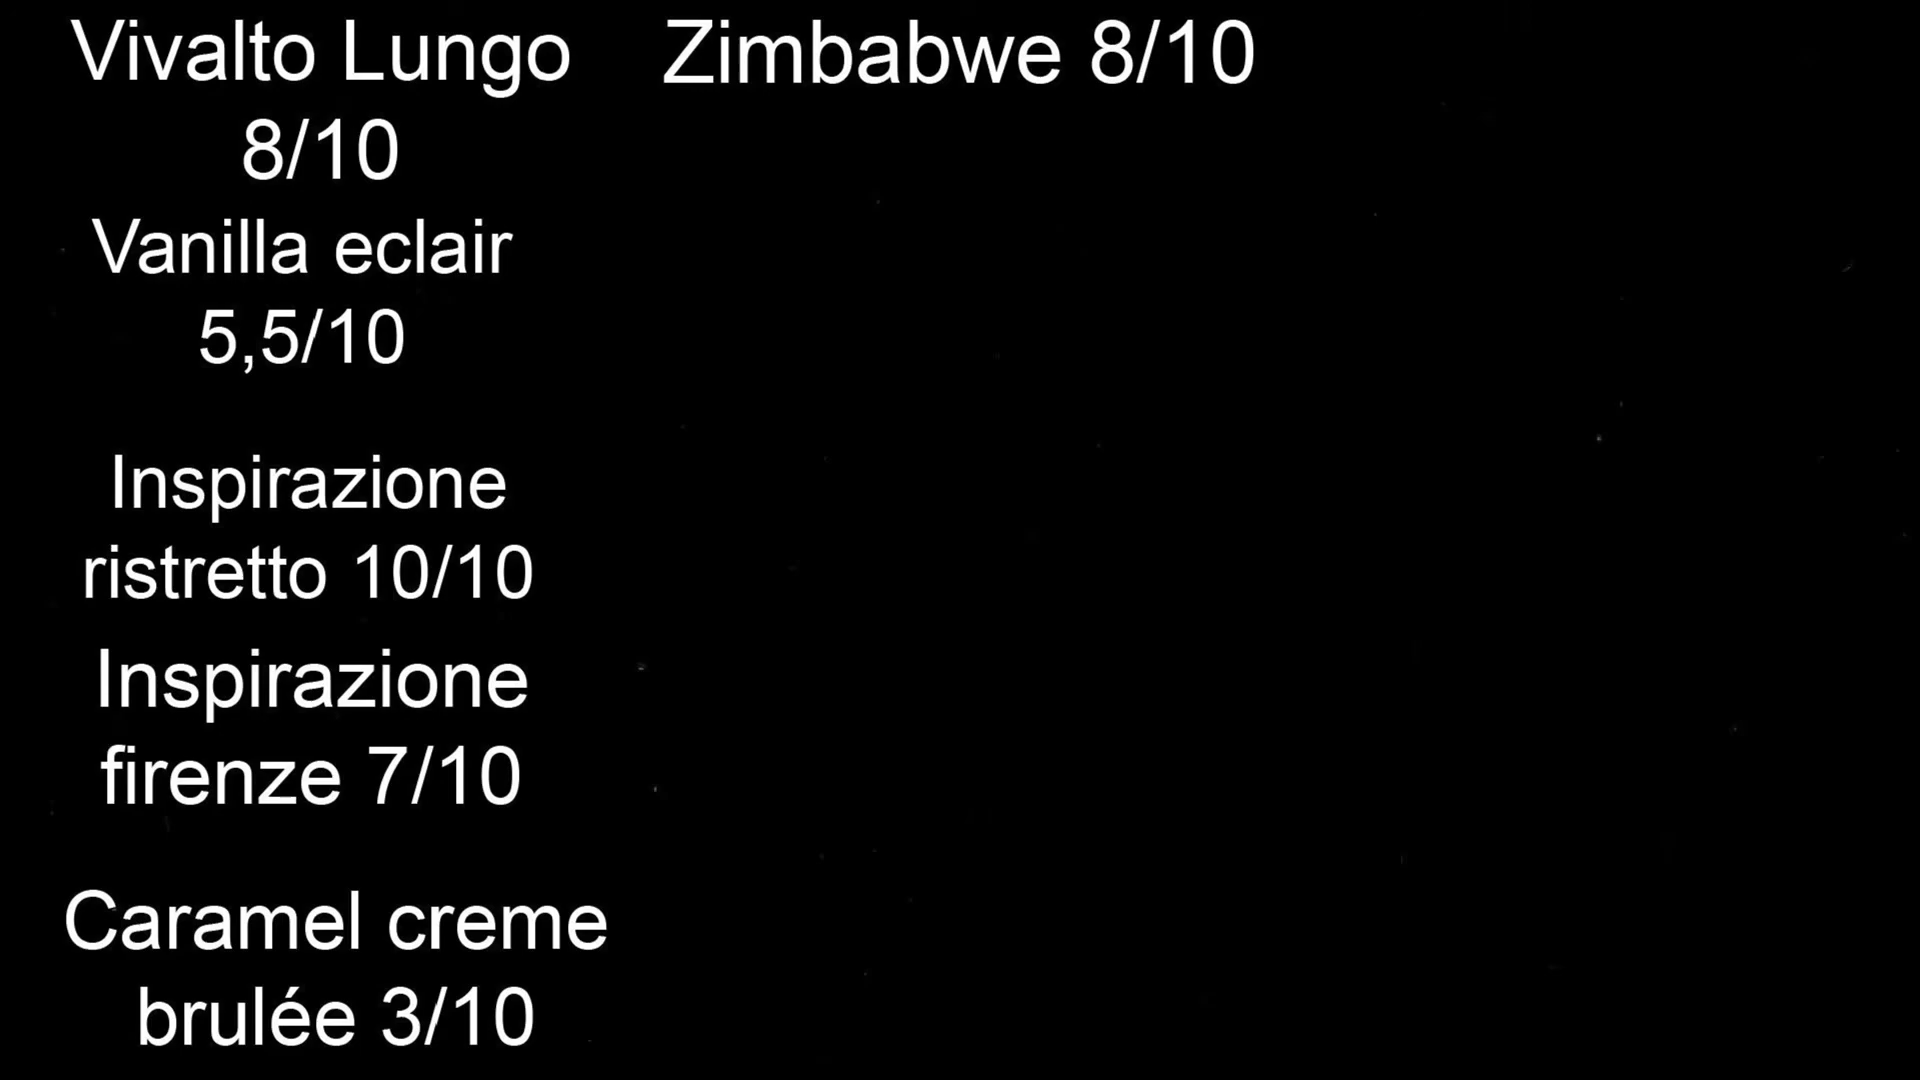 Vivalto Lungo
8/10
Vanilla eclair
5,5/10
Inspirazione
ristretto 10/10
Inspirazione
firenze 7/10
Caramel creme
brulée 3/10
Zimbabwe 8/10